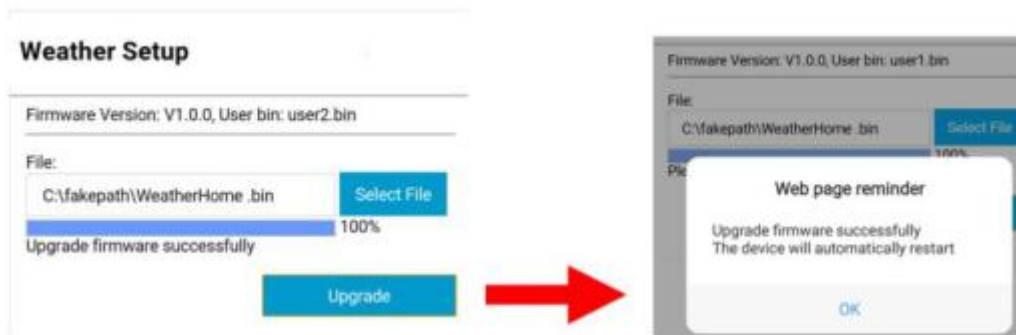 Weather Setup
Firmware Version: V1.0.0, User bin: user2.bin
File:
C:\fakepath\WeatherHome .bin
Select File
100%
Upgrade firmware successfully
Upgrade
Firmware Version: V1.0.0, User bin: user1.bin
File:
C:\fakepath\WeatherHome .bin
Select File
100%
Web page reminder
Upgrade firmware successfully
The device will automatically restart
OK